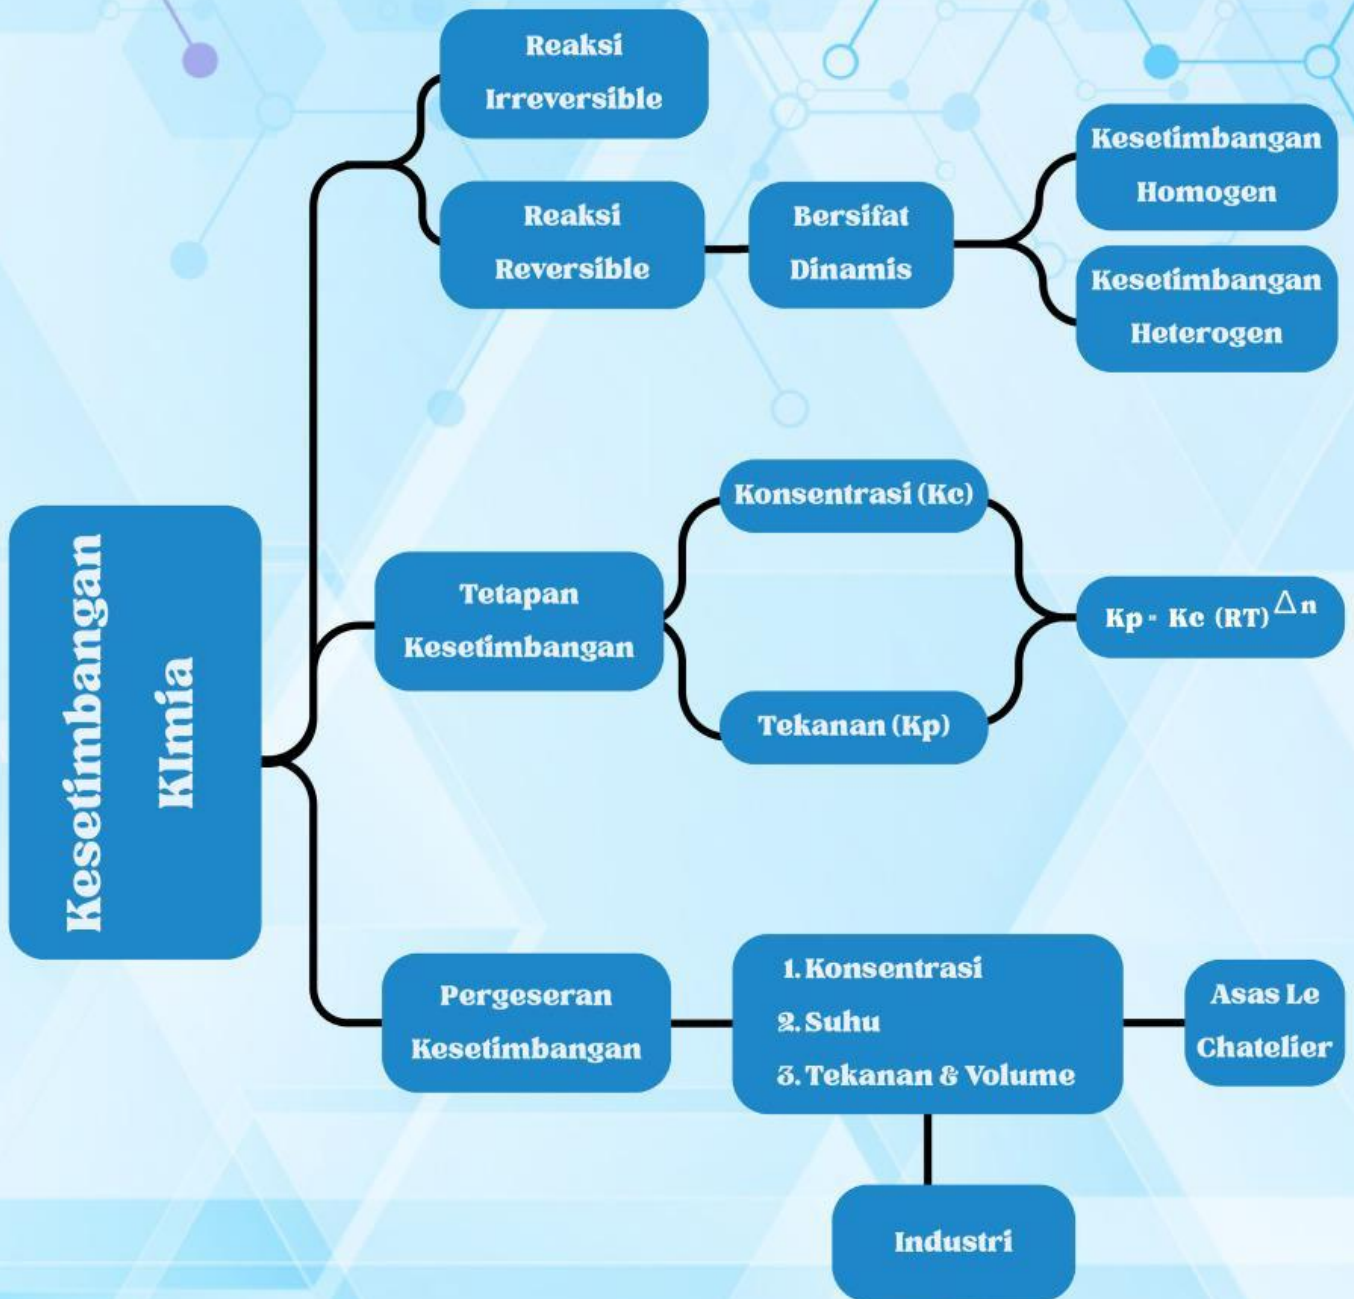 Reaksi
Irreversible
Reaksi
Reversible
Bersifat
Dinamis
Kesetimbangan
Homogen
Kesetimbangan
Heterogen
Kesetimbangan
KImia
Tetapan
Kesetimbangan
Konsentrasi (Kc)
Tekanan (Kp)
Kp = Kc (RT)^Δn
Pergeseran
Kesetimbangan
1. Konsentrasi
2. Suhu
3. Tekanan & Volume
Asas Le
Chatelier
Industri